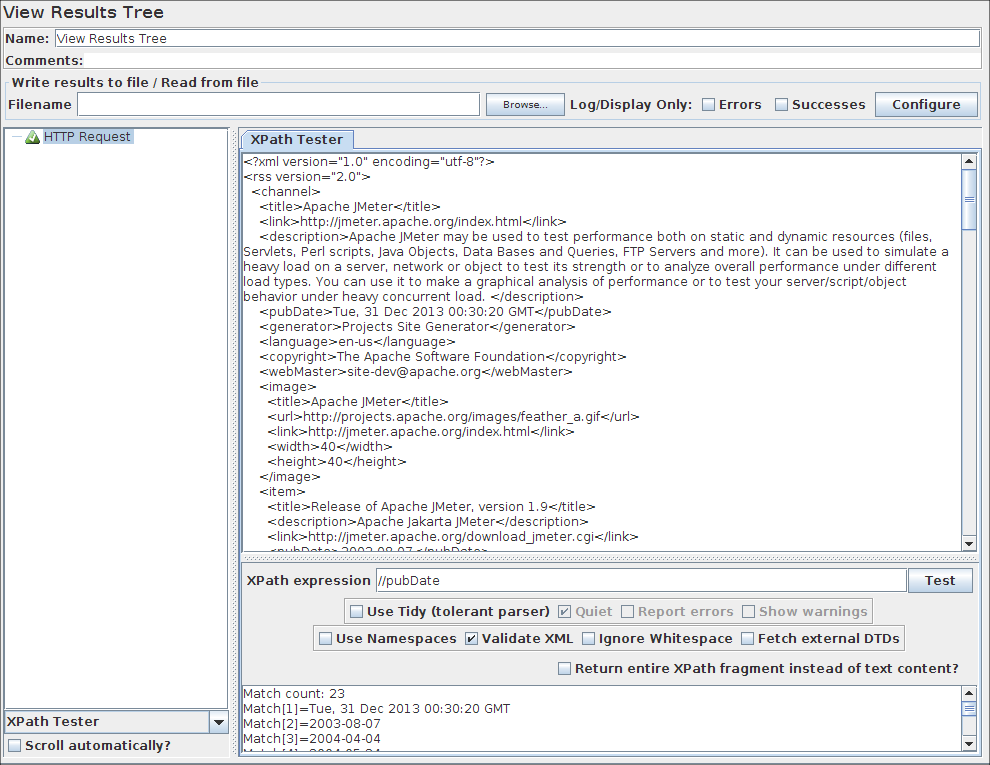 View Results Tree
Name: View Results Tree
Comments:
Write results to file / Read from file
Filename Browse... Log/Display Only: Errors Successes Configure
HTTP Request
XPath Tester
<?xml version="1.0" encoding="utf-8"?>
<rss version="2.0">
<channel>
<title>Apache JMeter</title>
<link>http://jmeter.apache.org/index.html</link>
<description>Apache JMeter may be used to test performance both on static and dynamic resources (files,
Servlets, Perl scripts, Java Objects, Data Bases and Queries, FTP Servers and more). It can be used to simulate a
heavy load on a server, network or object to test its strength or to analyze overall performance under different
load types. You can use it to make a graphical analysis of performance or to test your server/script/object
behavior under heavy concurrent load. </description>
<pubDate>Tue, 31 Dec 2013 00:30:20 GMT</pubDate>
<generator>Projects Site Generator</generator>
<language>en-us</language>
<copyright>The Apache Software Foundation</copyright>
<webMaster>site-dev@apache.org</webMaster>
<image>
<title>Apache JMeter</title>
<url>http://projects.apache.org/images/feather_a.gif</url>
<link>http://jmeter.apache.org/index.html</link>
<width>40</width>
<height>40</height>
</image>
<item>
<title>Release of Apache JMeter, version 1.9</title>
<description>Apache Jakarta JMeter</description>
<link>http://jmeter.apache.org/download_jmeter.cgi</link>
<pubDate>2003-08-07</pubDate>
XPath expression //pubDate Test
Use Tidy (tolerant parser) Quiet Report errors Show warnings
Use Namespaces Validate XML Ignore Whitespace Fetch external DTDs
Return entire XPath fragment instead of text content?
Match count: 23
Match[1]=Tue, 31 Dec 2013 00:30:20 GMT
Match[2]=2003-08-07
Match[3]=2004-04-04
XPath Tester
Scroll automatically?